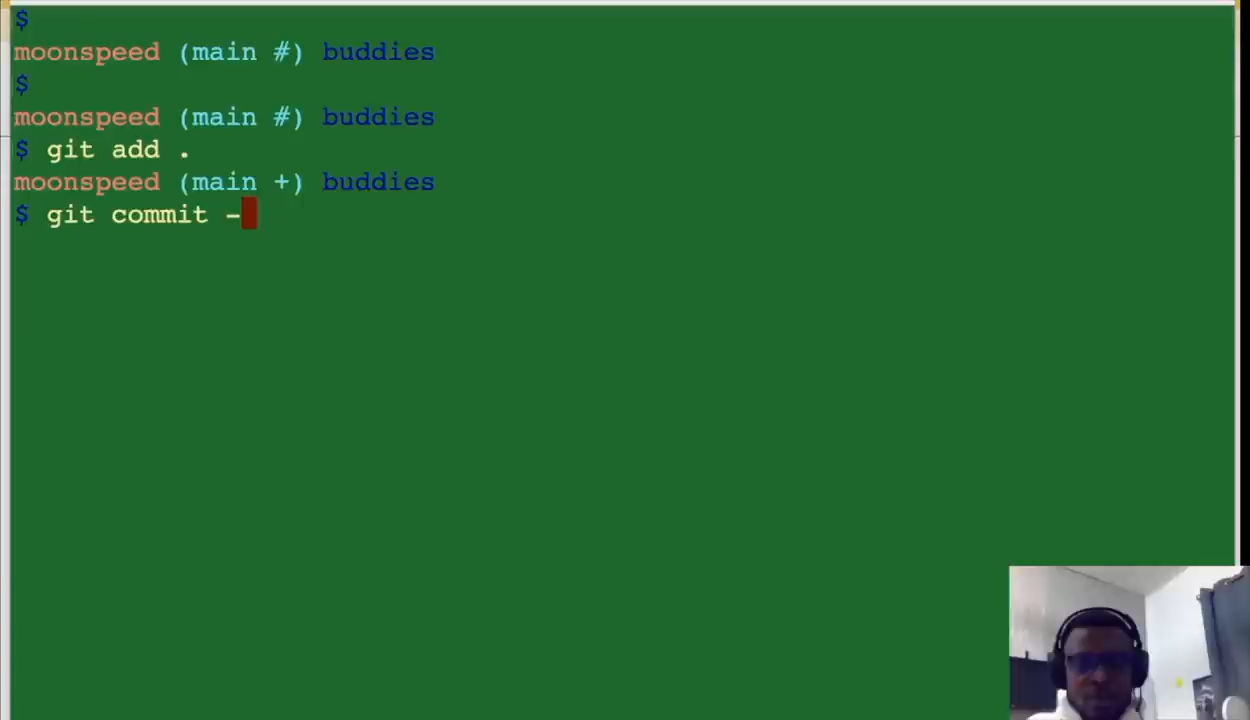 $
moonspeed (main #) buddies
$
moonspeed (main #) buddies
$ git add .
moonspeed (main +) buddies
$ git commit -